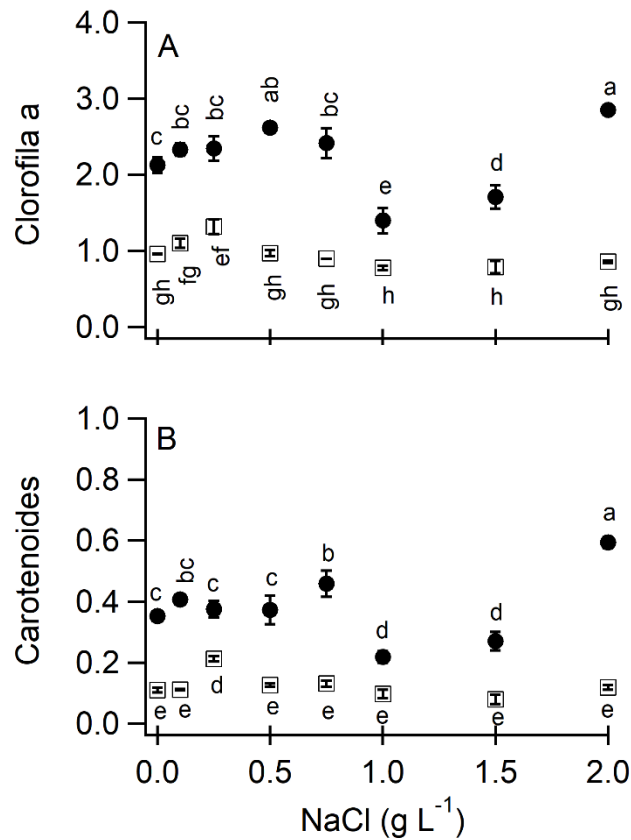 A
Clorofila a
4.0
3.0
2.0
1.0
0.0
c bc bc ab bc e d a
gh fg ef gh gh h h gh
B
Carotenoides
1.0
0.8
0.6
0.4
0.2
0.0
c bc c c b d d a
e e d e e e e e
0.0 0.5 1.0 1.5 2.0
NaCl (g L⁻¹)